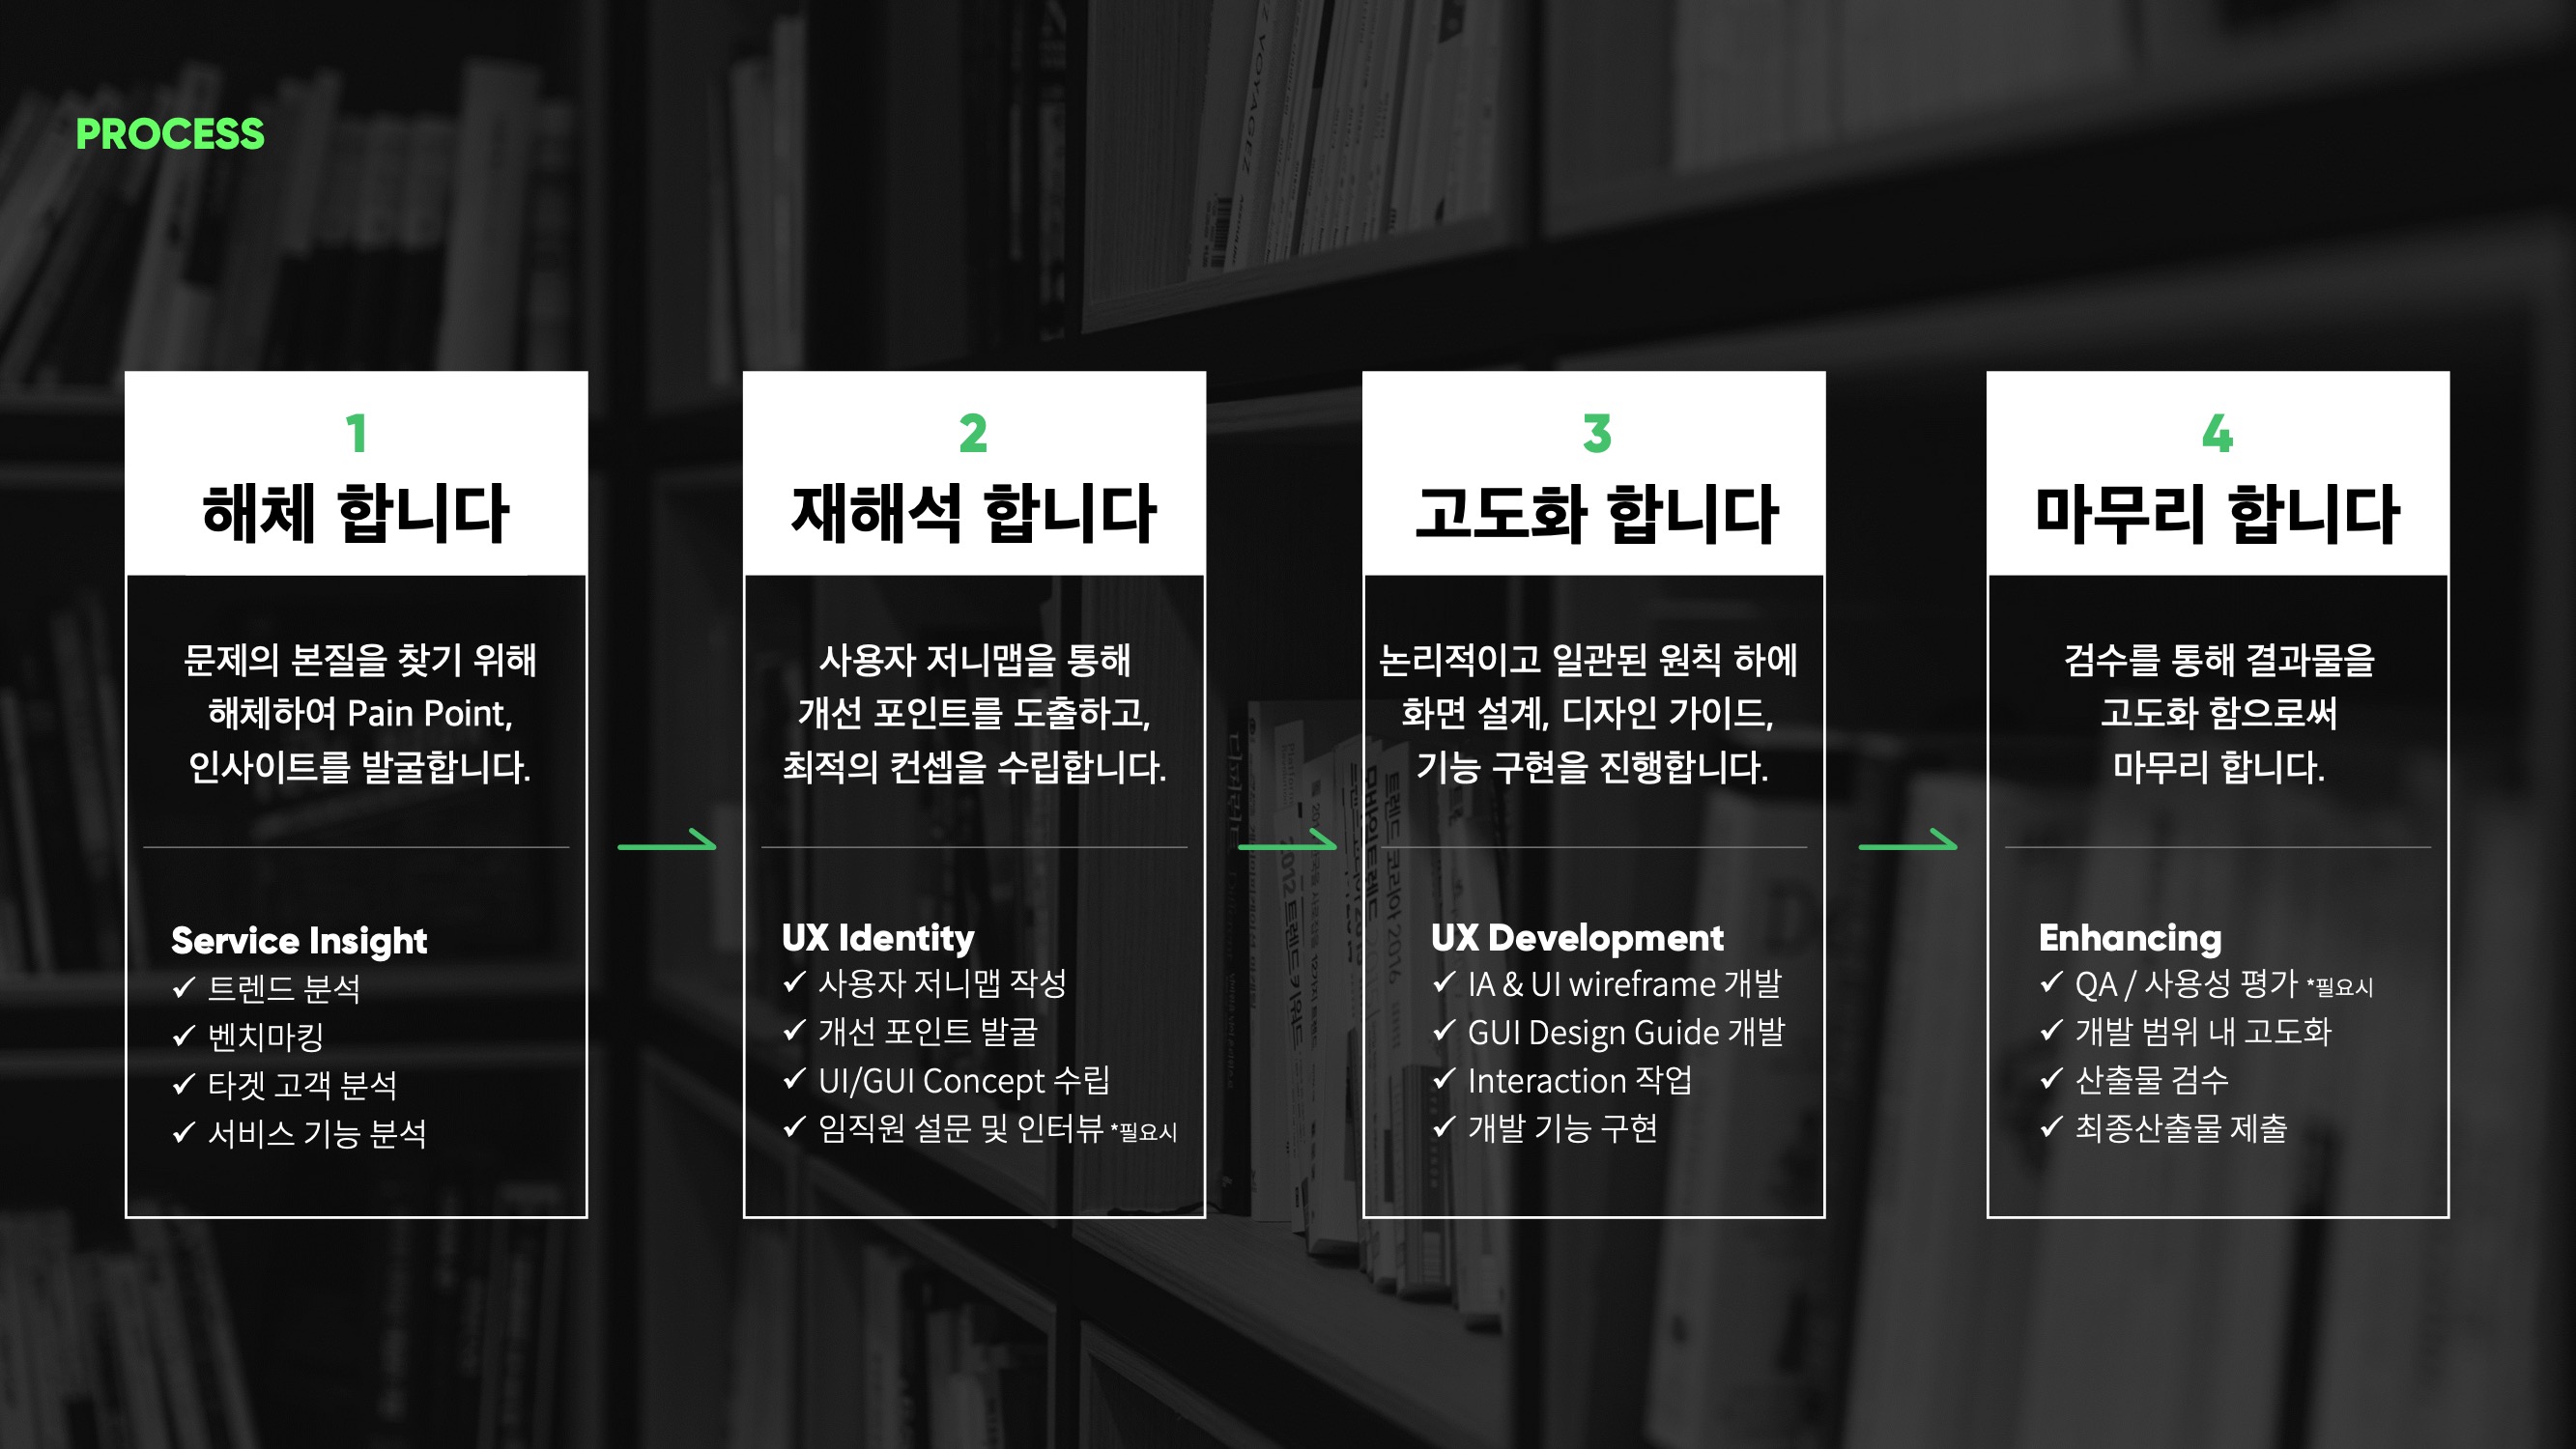 PROCESS
1
해체 합니다
문제의 본질을 찾기 위해
해체하여 Pain Point,
인사이트를 발굴합니다.
Service Insight
✓ 트렌드 분석
✓ 벤치마킹
✓ 타겟 고객 분석
✓ 서비스 기능 분석
2
재해석 합니다
사용자 저니맵을 통해
개선 포인트를 도출하고,
최적의 컨셉을 수립합니다.
UX Identity
✓ 사용자 저니맵 작성
✓ 개선 포인트 발굴
✓ UI/GUI Concept 수립
✓ 임직원 설문 및 인터뷰 *필요시
3
고도화 합니다
논리적이고 일관된 원칙 하에
화면 설계, 디자인 가이드,
기능 구현을 진행합니다.
UX Development
✓ IA & UI wireframe 개발
✓ GUI Design Guide 개발
✓ Interaction 작업
✓ 개발 기능 구현
4
마무리 합니다
검수를 통해 결과물을
고도화 함으로써
마무리 합니다.
Enhancing
✓ QA / 사용성 평가 *필요시
✓ 개발 범위 내 고도화
✓ 산출물 검수
✓ 최종산출물 제출
VOYAGEZ
트렌드 코리아 2016